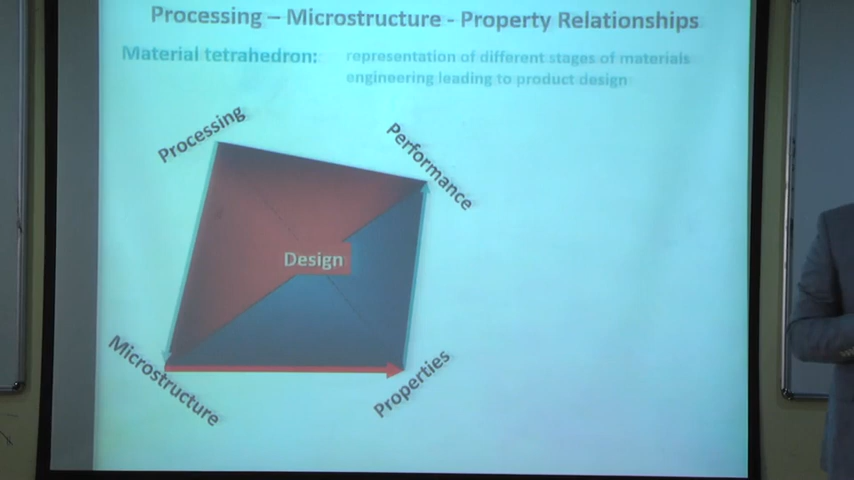 Processing – Microstructure - Property Relationships
Material tetrahedron: representation of different stages of materials
engineering leading to product design
Processing
Performance
Design
Microstructure
Properties